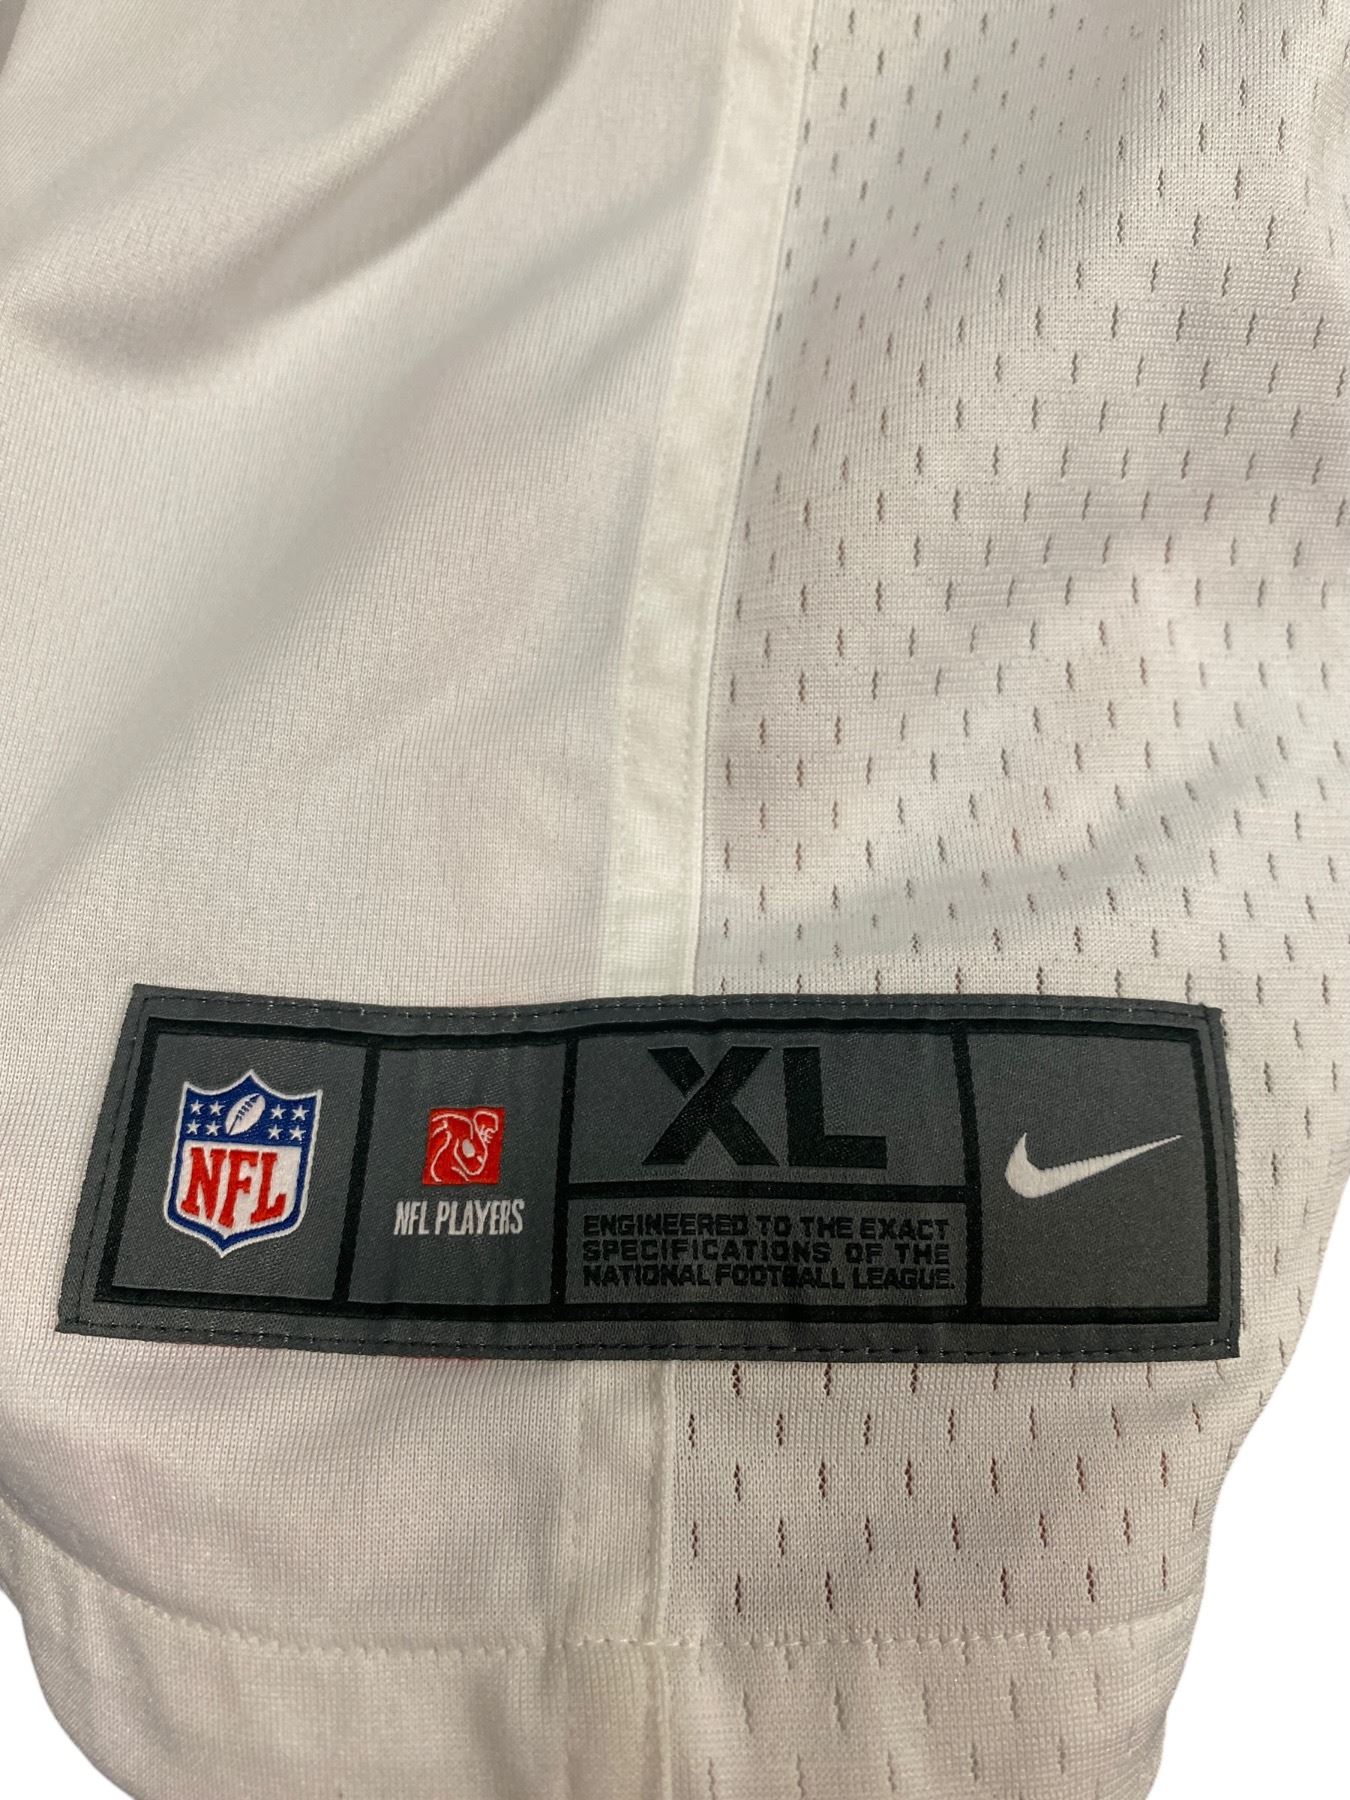 NFL
NFL PLAYERS
XL
ENGINEERED TO THE EXACT
SPECIFICATIONS OF THE
NATIONAL FOOTBALL LEAGUE.